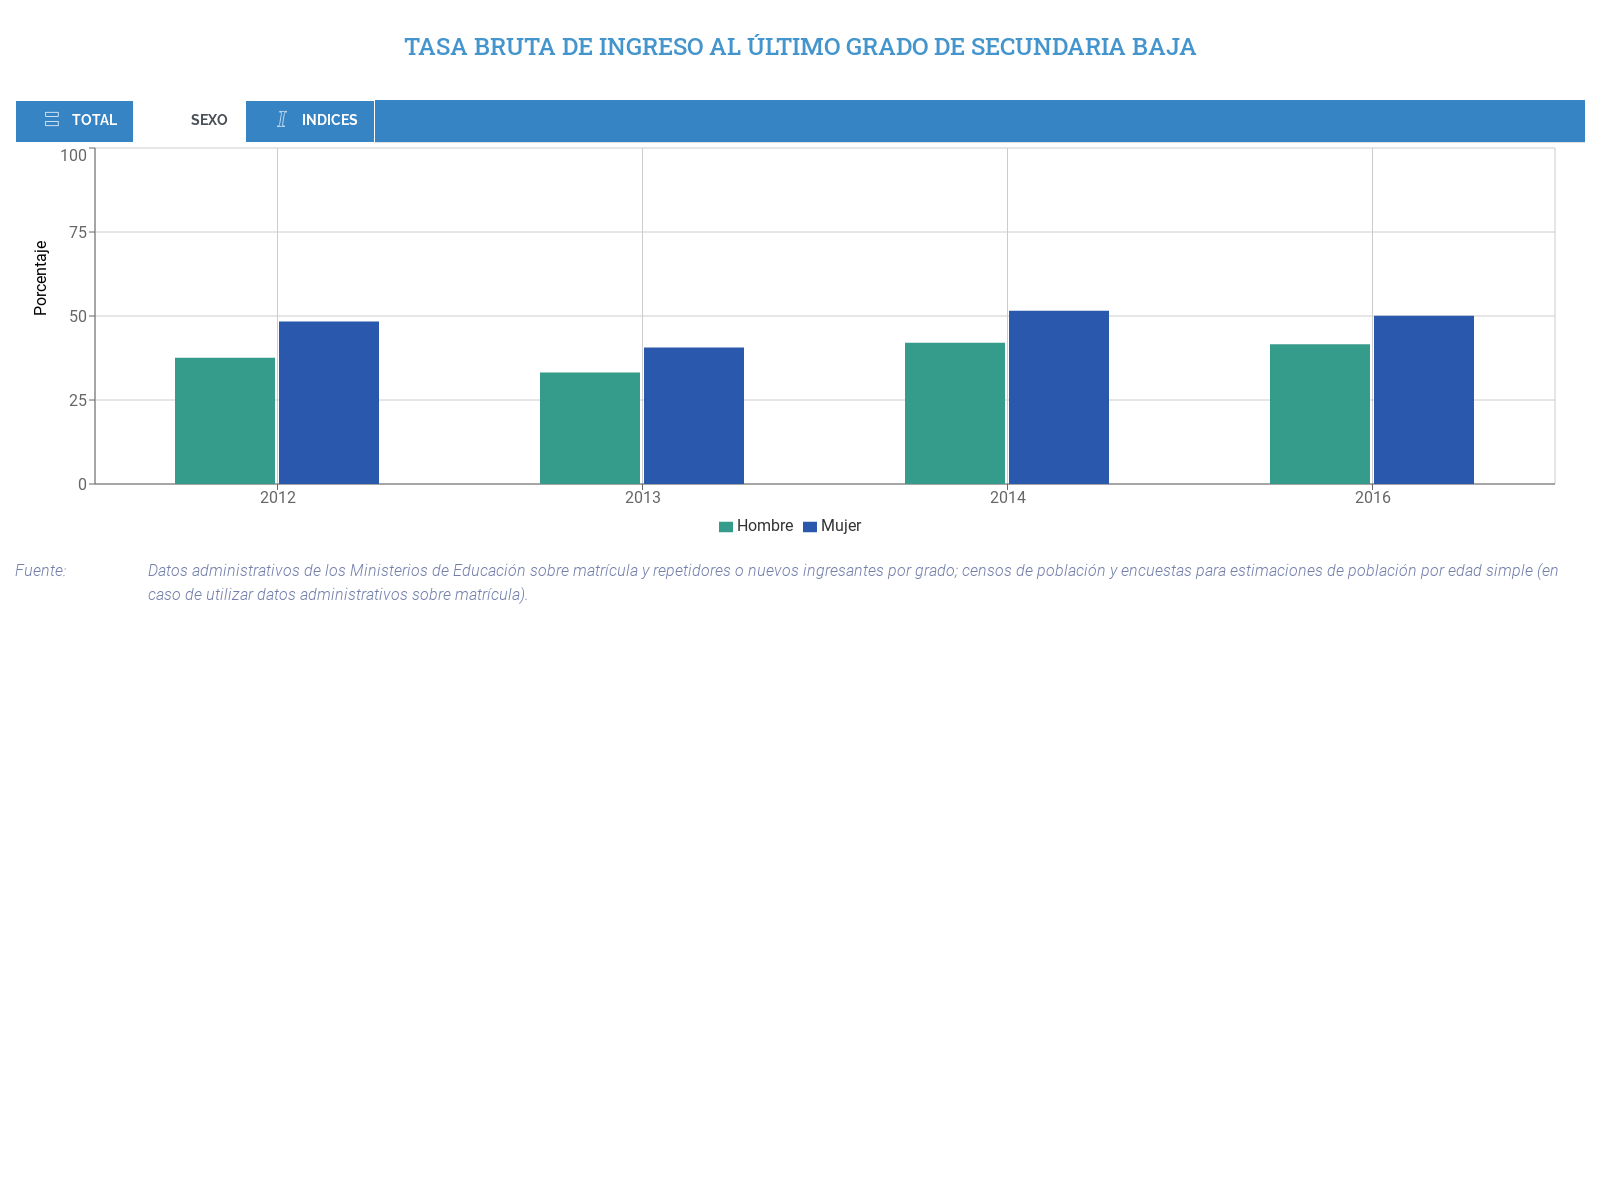 TASA BRUTA DE INGRESO AL ÚLTIMO GRADO DE SECUNDARIA BAJA
TOTAL SEXO INDICES
100
75
50
25
0
Porcentaje
2012 2013 2014 2016
Hombre Mujer
Fuente: Datos administrativos de los Ministerios de Educación sobre matrícula y repetidores o nuevos ingresantes por grado; censos de población y encuestas para estimaciones de población por edad simple (en
caso de utilizar datos administrativos sobre matrícula).